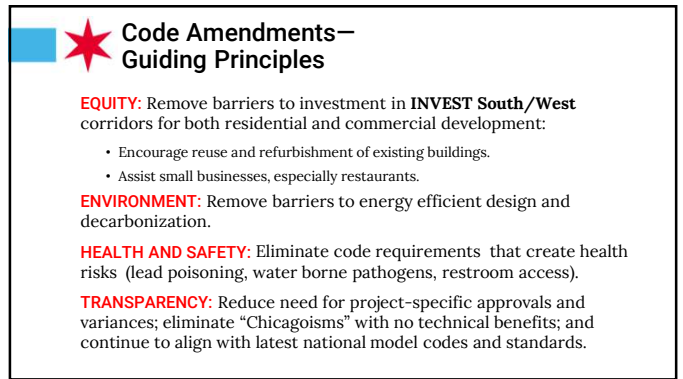 Code Amendments—
Guiding Principles
EQUITY: Remove barriers to investment in INVEST South/West
corridors for both residential and commercial development:
• Encourage reuse and refurbishment of existing buildings.
• Assist small businesses, especially restaurants.
ENVIRONMENT: Remove barriers to energy efficient design and
decarbonization.
HEALTH AND SAFETY: Eliminate code requirements that create health
risks (lead poisoning, water borne pathogens, restroom access).
TRANSPARENCY: Reduce need for project-specific approvals and
variances; eliminate “Chicagoisms” with no technical benefits; and
continue to align with latest national model codes and standards.